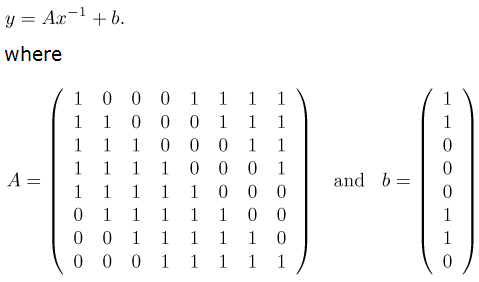 y = Ax⁻¹ + b.
where
A = ( 1 0 0 0 1 1 1 1
1 1 0 0 0 1 1 1
1 1 1 0 0 0 1 1
1 1 1 1 0 0 0 1
1 1 1 1 1 0 0 0
0 1 1 1 1 1 0 0
0 0 1 1 1 1 1 0
0 0 0 1 1 1 1 1 ) and b = ( 1
1
0
0
0
1
1
0 )